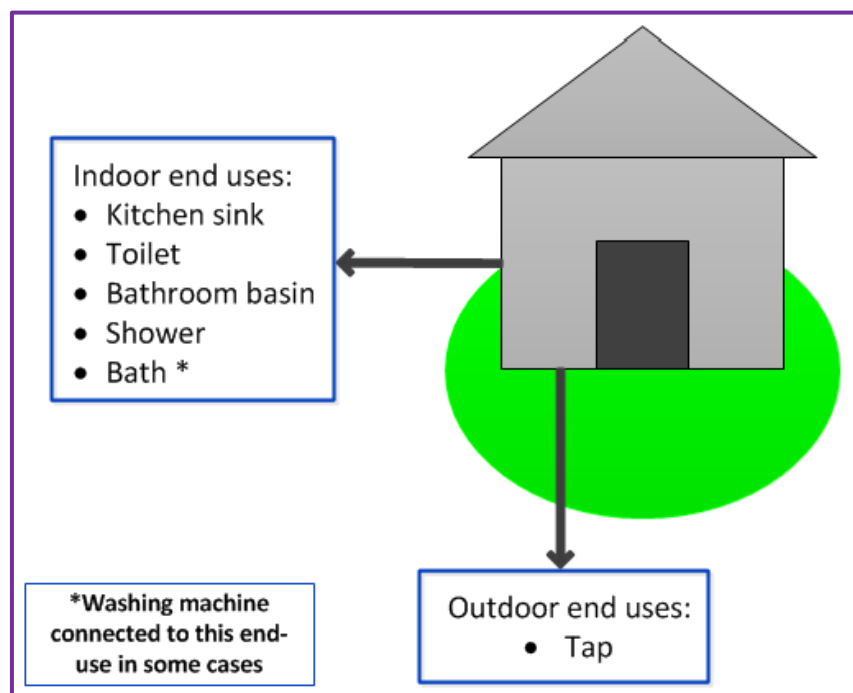 Indoor end uses:
• Kitchen sink
• Toilet
• Bathroom basin
• Shower
• Bath *
*Washing machine
connected to this end-
use in some cases
Outdoor end uses:
• Tap